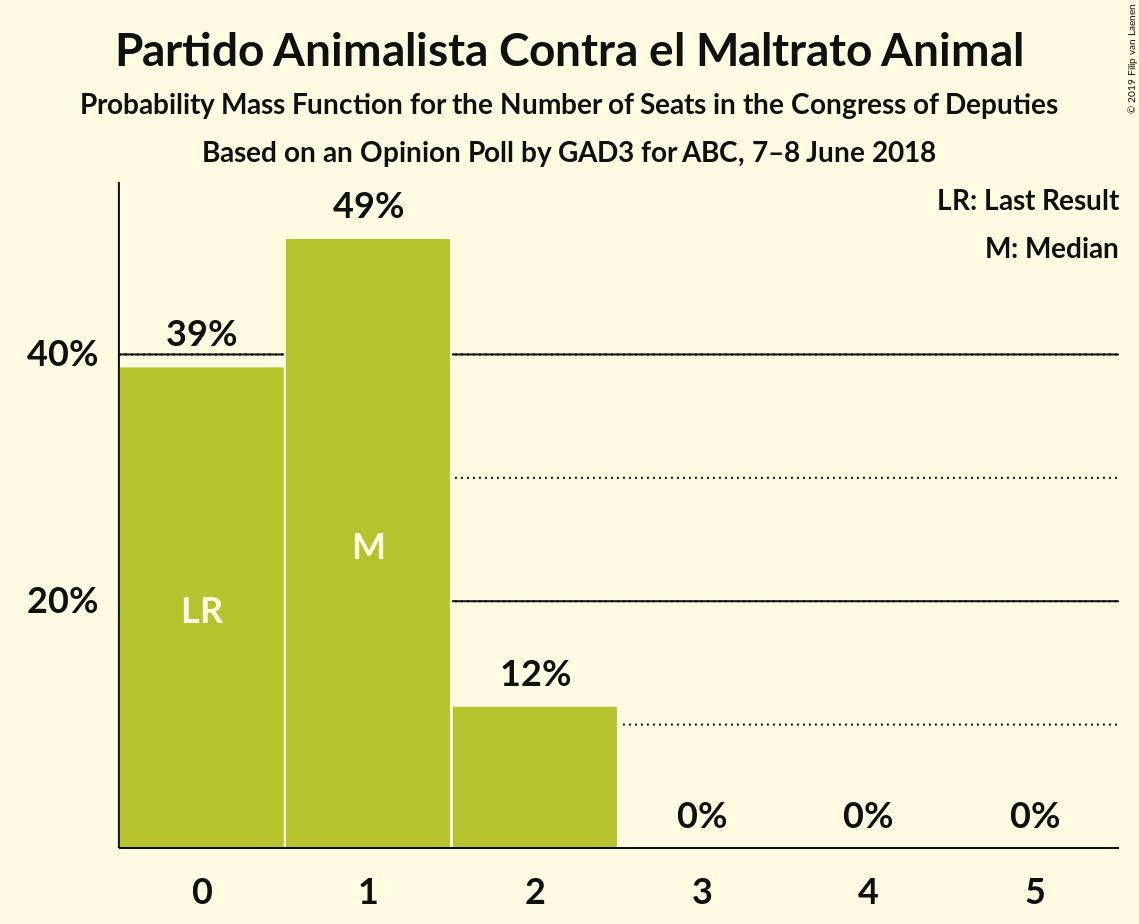 Partido Animalista Contra el Maltrato Animal
Probability Mass Function for the Number of Seats in the Congress of Deputies
Based on an Opinion Poll by GAD3 for ABC, 7–8 June 2018
© 2019 Filip van Laenen
LR: Last Result
M: Median
49%
39%
40%
M
20%
LR
12%
0% 0% 0%
0 1 2 3 4 5